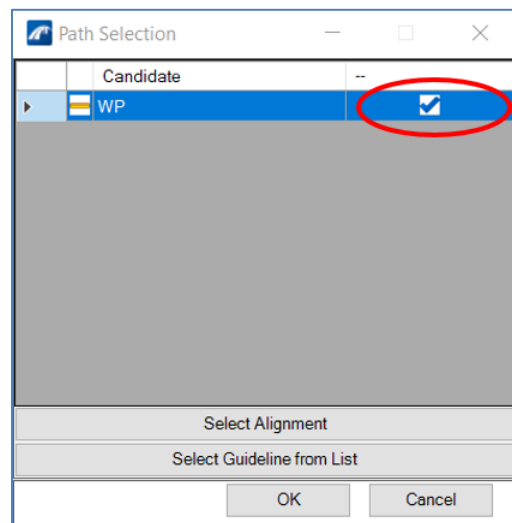 Path Selection
Candidate --
WP
Select Alignment
Select Guideline from List
OK Cancel